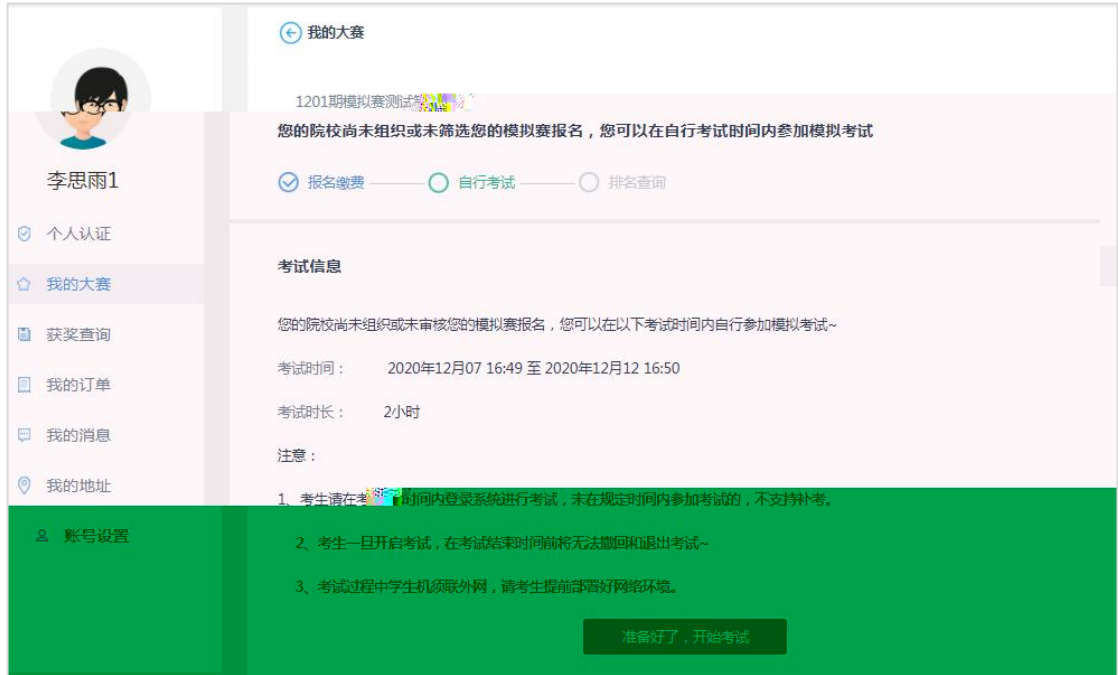 我的大赛
1201期模拟赛测试
您的院校尚未组织或未筛选您的模拟赛报名，您可以在自行考试时间内参加模拟考试
李思雨1
报名缴费
自行考试
排名查询
个人认证
我的大赛
获奖查询
我的订单
我的消息
我的地址
账号设置
考试信息
您的院校尚未组织或未审核您的模拟赛报名，您可以在以下考试时间内自行参加模拟考试~
考试时间： 2020年12月07 16:49 至 2020年12月12 16:50
考试时长： 2小时
注意：
1、考生请在考 时间内登录系统进行考试，未在规定时间内参加考试的，不支持补考。
2、考生一旦开启考试，在考试结束时间前将无法撤回和退出考试~
3、考试过程中学生机须联外网，请考生提前部署好网络环境。
准备好了，开始考试